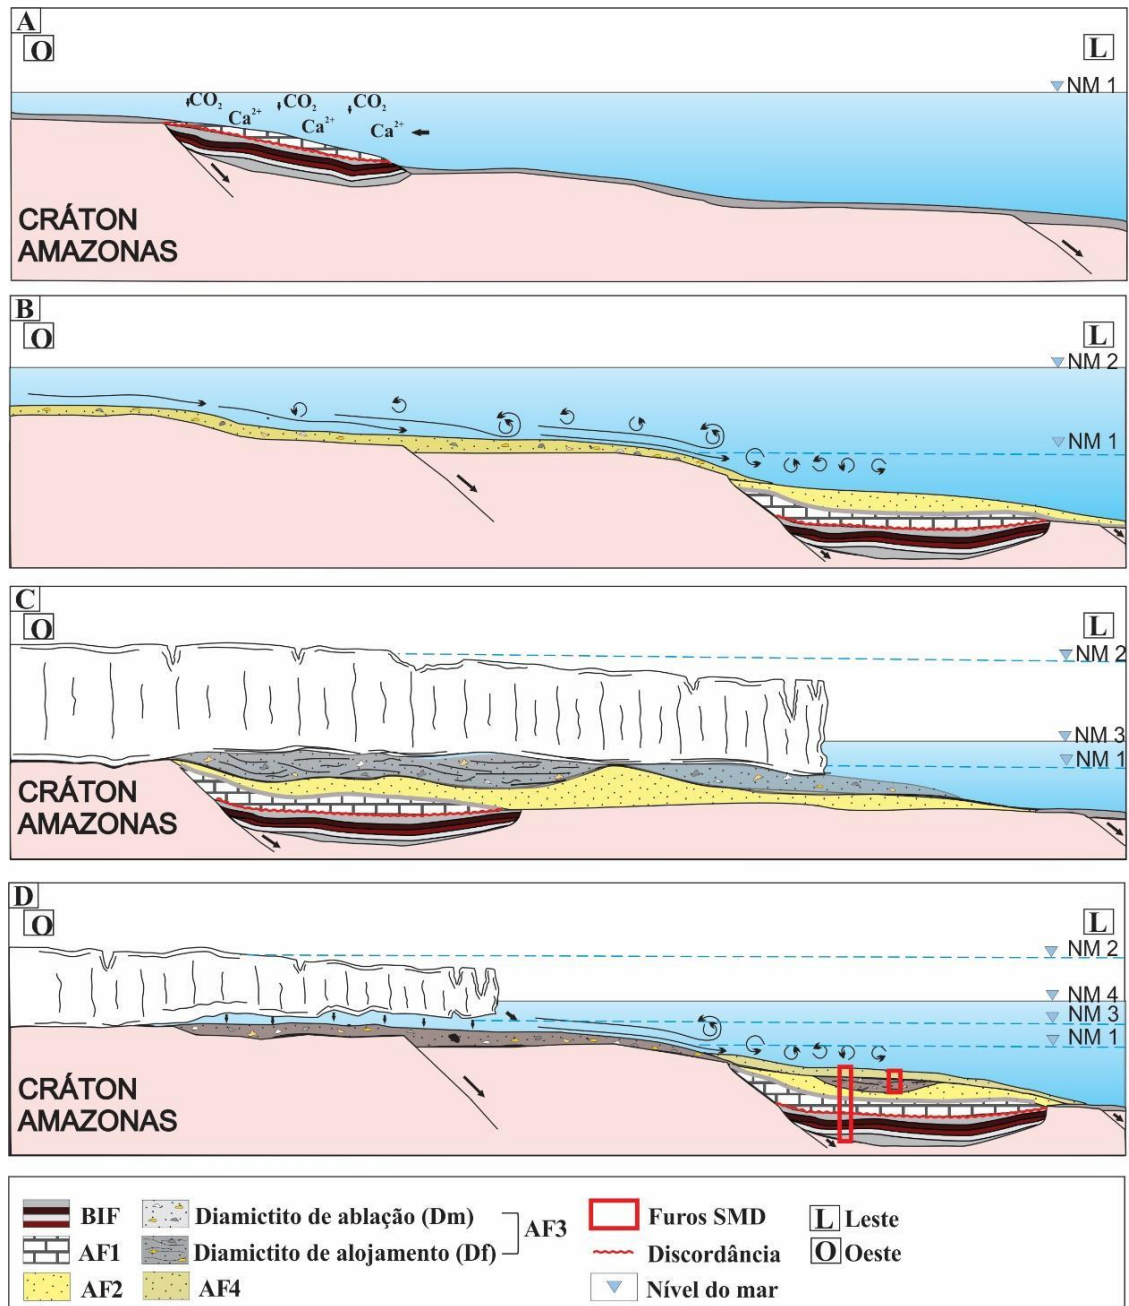 A
O
L
NM 1
CO₂ CO₂ CO₂
Ca²⁺ Ca²⁺ Ca²⁺
CRÁTON
AMAZONAS
B
O
L
NM 2
NM 1
C
O
L
NM 2
NM 3
NM 1
CRÁTON
AMAZONAS
D
O
L
NM 2
NM 4
NM 3
NM 1
CRÁTON
AMAZONAS
BIF Diamictito de ablação (Dm) Furos SMD L Leste
AF3
AF1 Diamictito de alojamento (Df) Discordância O Oeste
AF2 AF4 Nível do mar